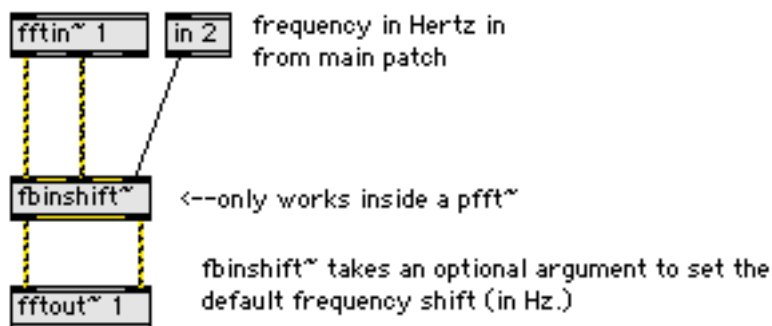 fftin~ 1
in 2
frequency in Hertz in
from main patch
fbinshift~
<--only works inside a pfft~
fbinshift~ takes an optional argument to set the
default frequency shift (in Hz.)
fftout~ 1